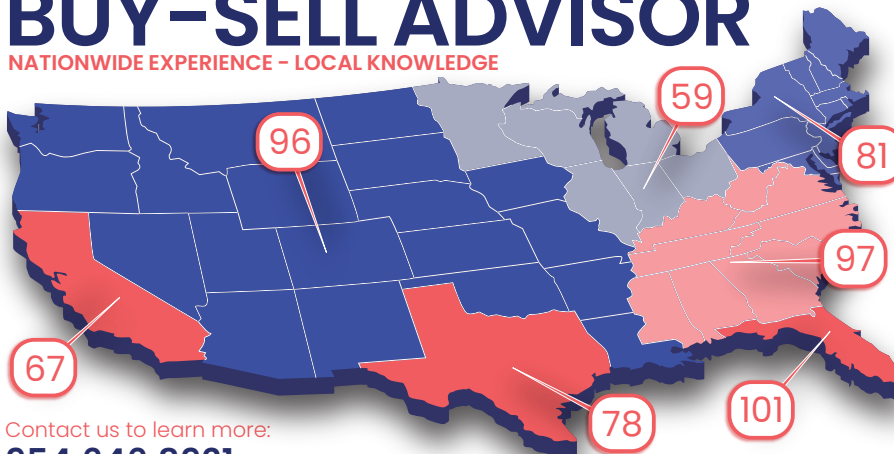 BUY-SELL ADVISOR
NATIONWIDE EXPERIENCE - LOCAL KNOWLEDGE
59
96
81
97
67
101
78
Contact us to learn more: